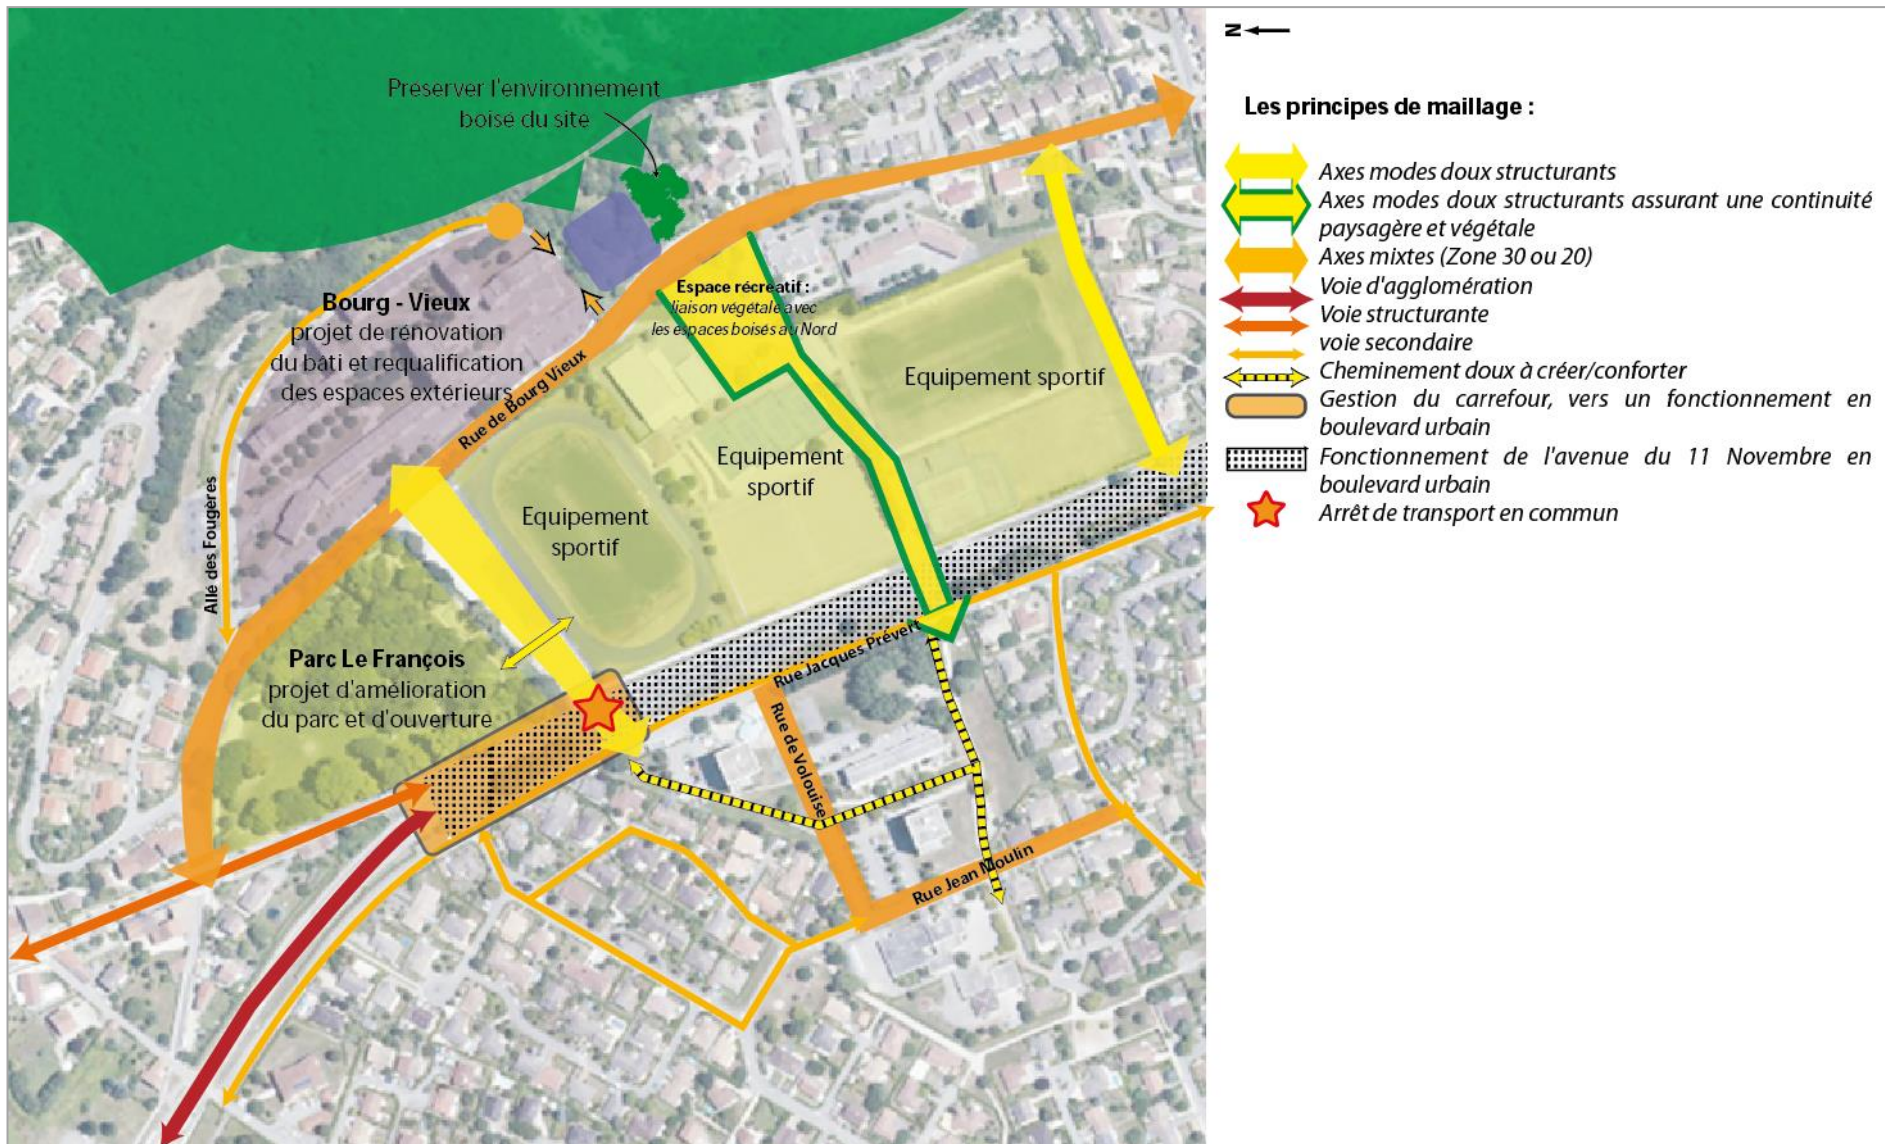 Préserver l'environnement
boisé du site
Bourg - Vieux
projet de rénovation
du bâti et requalification
des espaces extérieurs
Espace récreatif :
liaison végétale avec
les espaces boisés au Nord
Rue de Bourg Vieux
Equipement sportif
Equipement
sportif
Equipement
sportif
Allé des Fougères
Parc Le François
projet d'amélioration
du parc et d'ouverture
Rue Jacques Prévert
Rue de Volouise
Rue Jean Moulin
N
Les principes de maillage :
Axes modes doux structurants
Axes modes doux structurants assurant une continuité
paysagère et végétale
Axes mixtes (Zone 30 ou 20)
Voie d'agglomération
Voie structurante
voie secondaire
Cheminement doux à créer/conforter
Gestion du carrefour, vers un fonctionnement en
boulevard urbain
Fonctionnement de l'avenue du 11 Novembre en
boulevard urbain
Arrêt de transport en commun